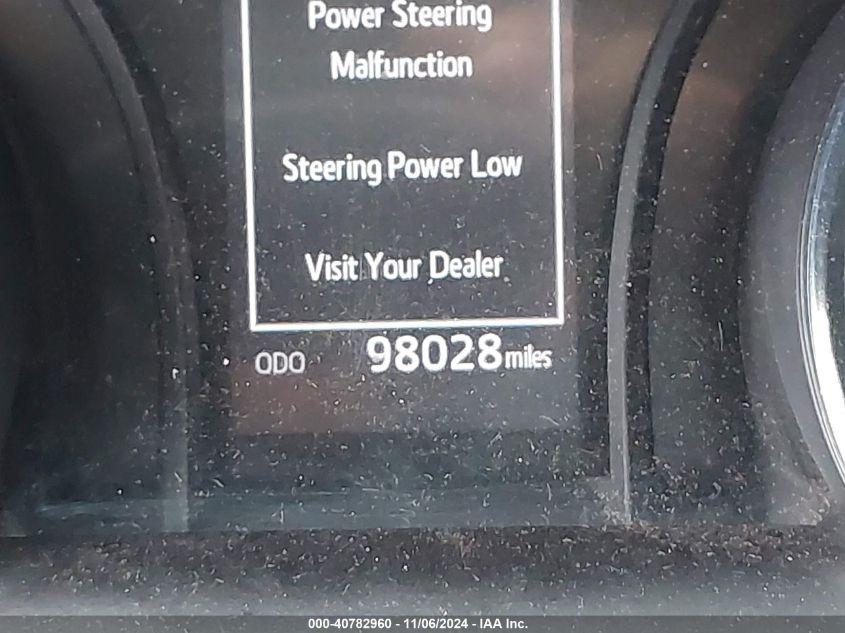 Power Steering
Malfunction
Steering Power Low
Visit Your Dealer
ODO 98028 miles
000-40782960 - 11/06/2024 - IAA Inc.